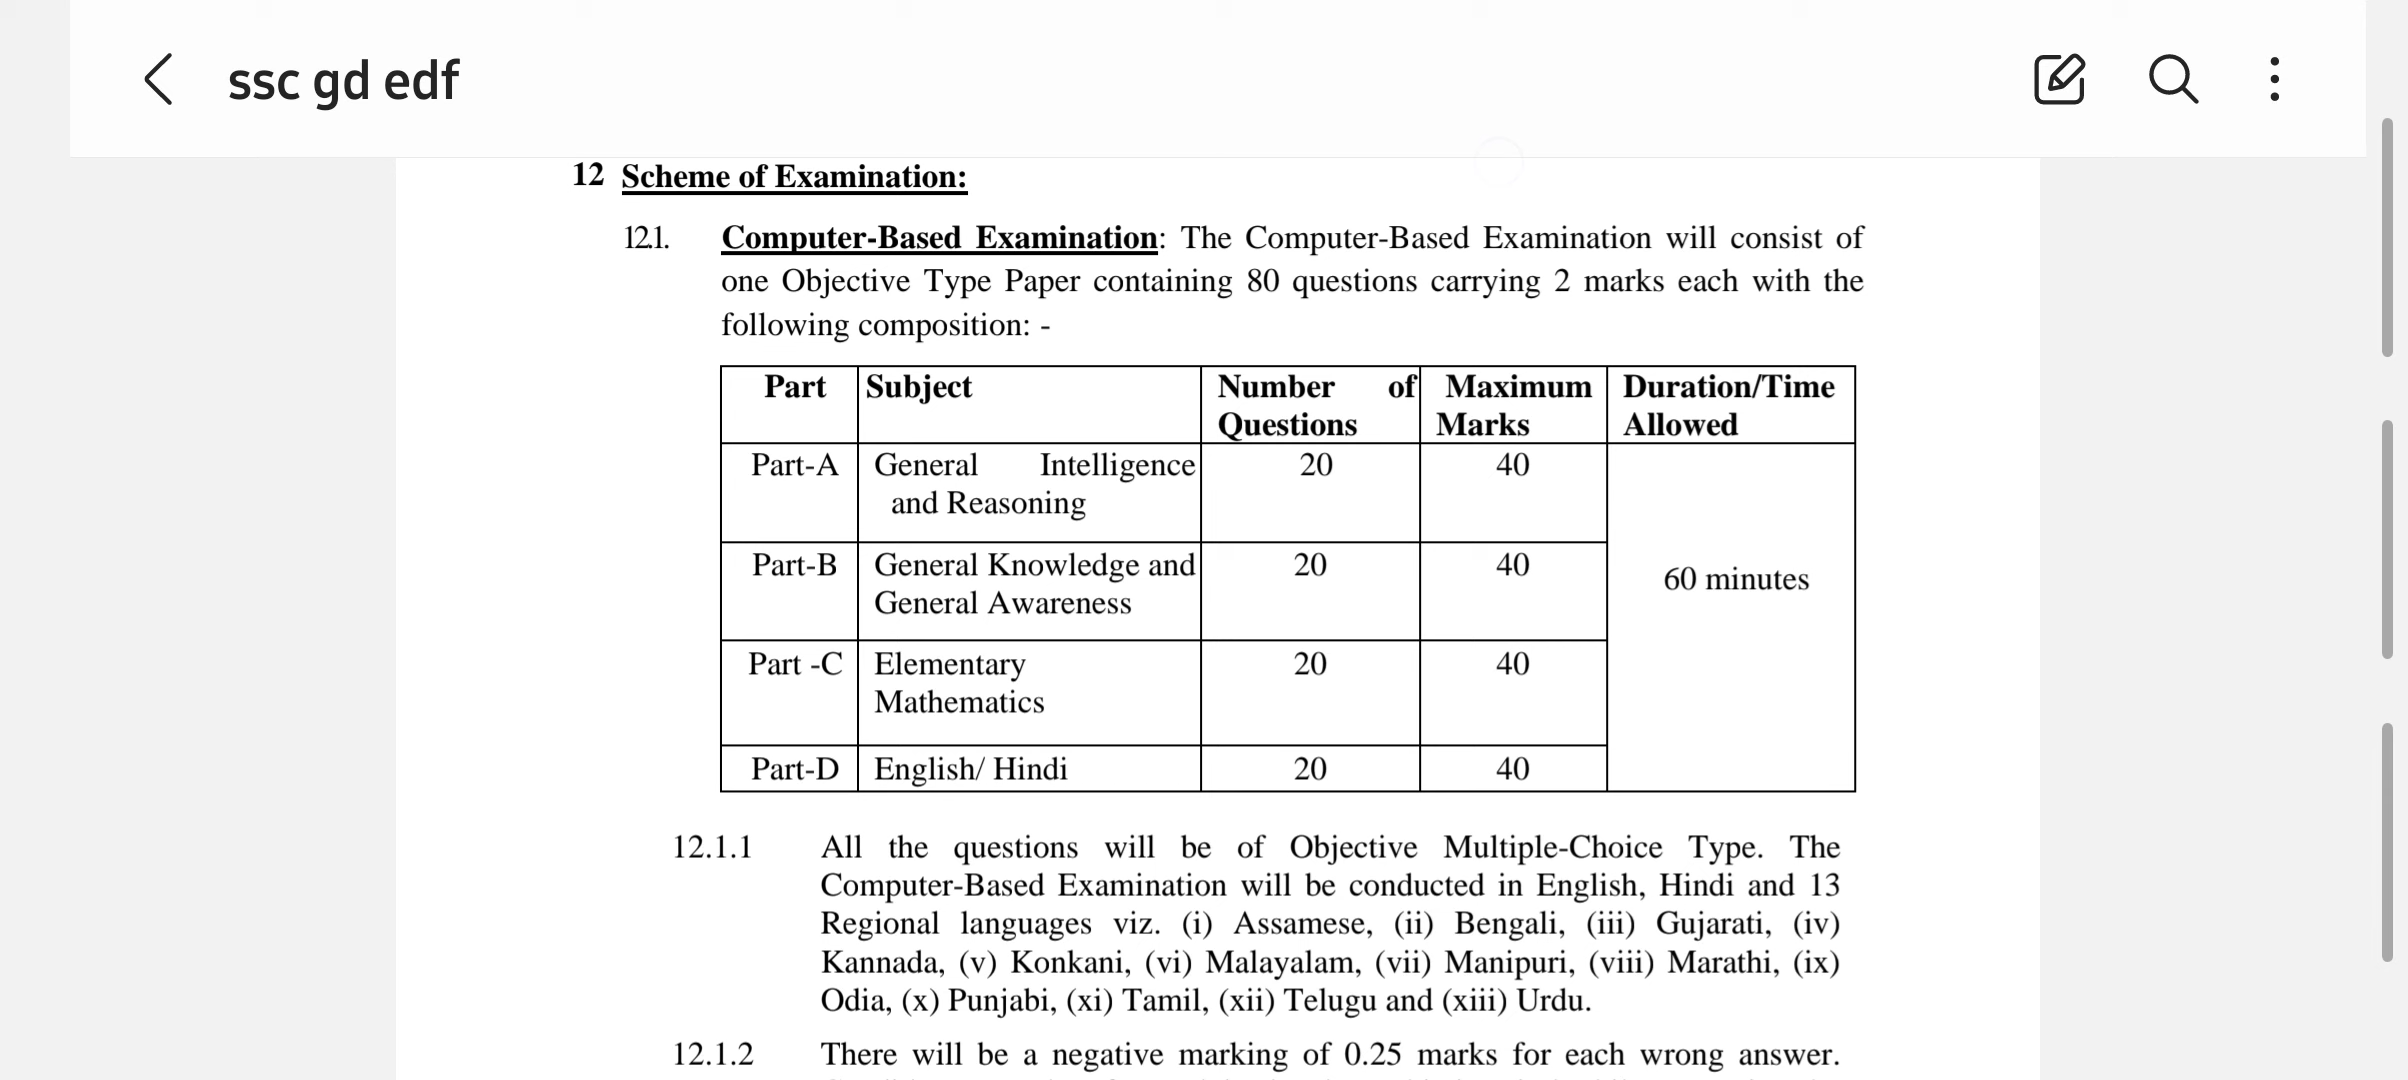 ssc gd edf
12 Scheme of Examination:
12.1. Computer-Based Examination: The Computer-Based Examination will consist of
one Objective Type Paper containing 80 questions carrying 2 marks each with the
following composition: -
Part Subject Number of Maximum Duration/Time
Questions Marks Allowed
Part-A General Intelligence 20 40
and Reasoning
Part-B General Knowledge and 20 40
60 minutes
General Awareness
Part -C Elementary 20 40
Mathematics
Part-D English/ Hindi 20 40
12.1.1 All the questions will be of Objective Multiple-Choice Type. The
Computer-Based Examination will be conducted in English, Hindi and 13
Regional languages viz. (i) Assamese, (ii) Bengali, (iii) Gujarati, (iv)
Kannada, (v) Konkani, (vi) Malayalam, (vii) Manipuri, (viii) Marathi, (ix)
Odia, (x) Punjabi, (xi) Tamil, (xii) Telugu and (xiii) Urdu.
12.1.2 There will be a negative marking of 0.25 marks for each wrong answer.